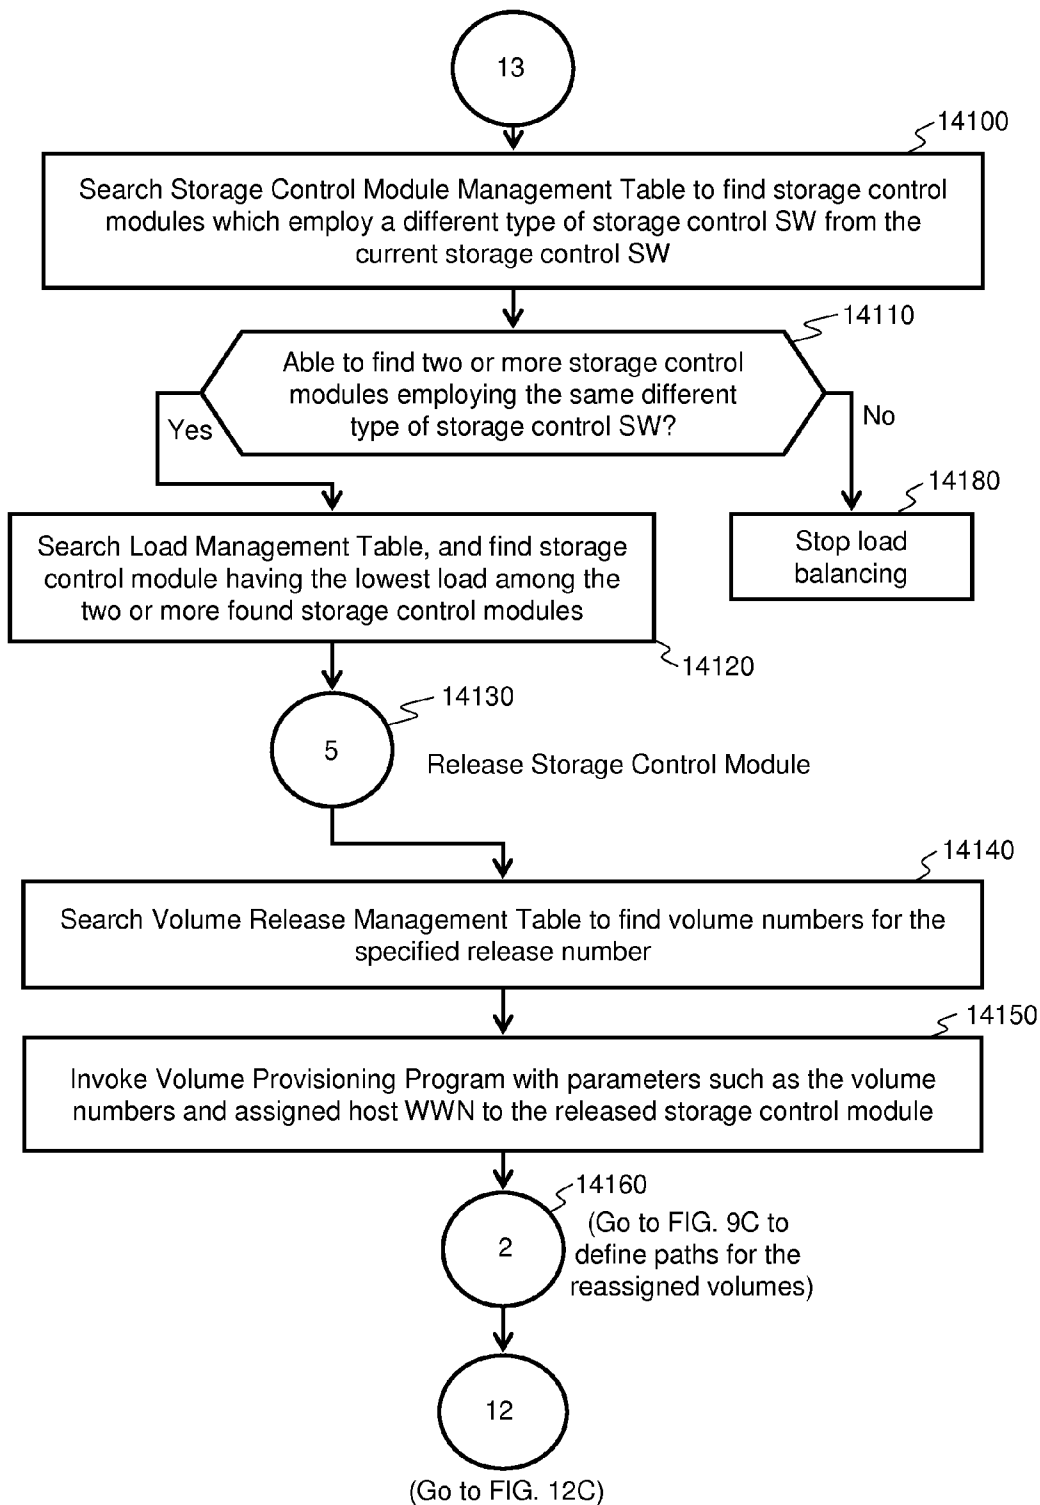 13
14100
Search Storage Control Module Management Table to find storage control
modules which employ a different type of storage control SW from the
current storage control SW
14110
Able to find two or more storage control
modules employing the same different
type of storage control SW?
Yes
No
14180
Stop load
balancing
Search Load Management Table, and find storage
control module having the lowest load among the
two or more found storage control modules
14120
14130
5
Release Storage Control Module
14140
Search Volume Release Management Table to find volume numbers for the
specified release number
14150
Invoke Volume Provisioning Program with parameters such as the volume
numbers and assigned host WWN to the released storage control module
14160
2
(Go to FIG. 9C to
define paths for the
reassigned volumes)
12
(Go to FIG. 12C)